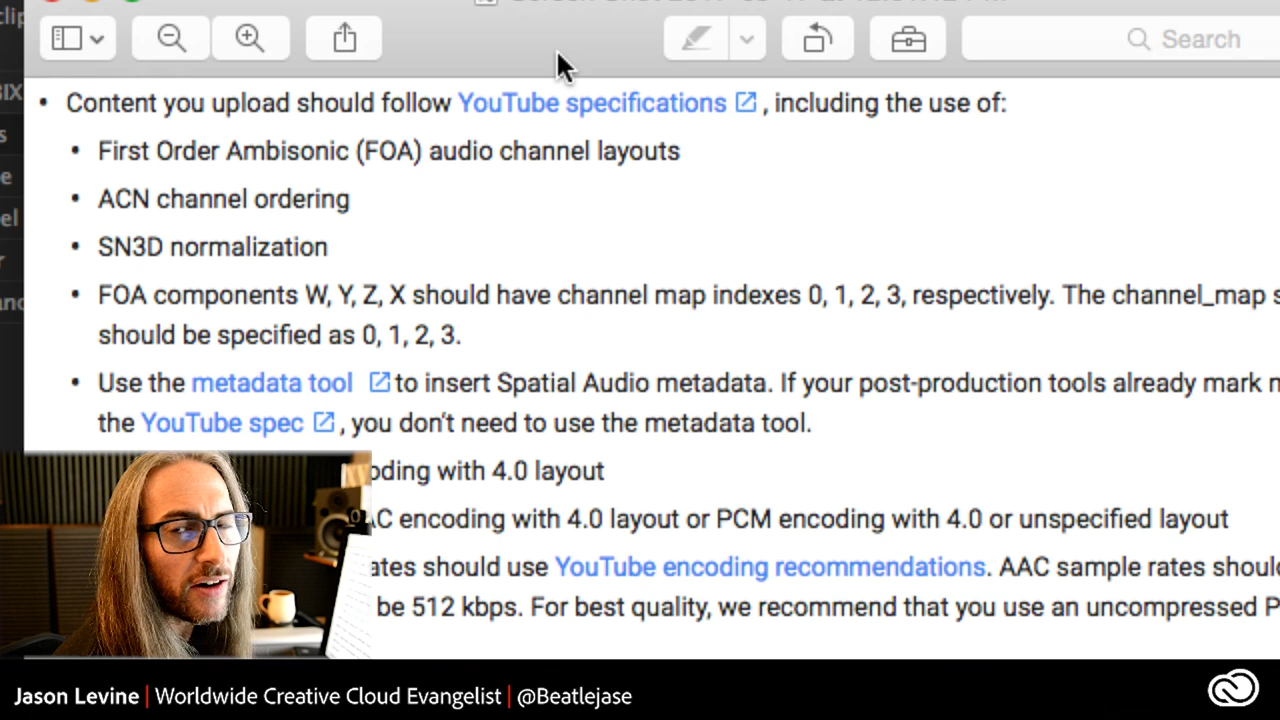 Search
• Content you upload should follow YouTube specifications , including the use of:
• First Order Ambisonic (FOA) audio channel layouts
• ACN channel ordering
• SN3D normalization
• FOA components W, Y, Z, X should have channel map indexes 0, 1, 2, 3, respectively. The channel_map
should be specified as 0, 1, 2, 3.
• Use the metadata tool to insert Spatial Audio metadata. If your post-production tools already mark
the YouTube spec , you don't need to use the metadata tool.
oding with 4.0 layout
AC encoding with 4.0 layout or PCM encoding with 4.0 or unspecified layout
ates should use YouTube encoding recommendations. AAC sample rates
be 512 kbps. For best quality, we recommend that you use an uncompressed
Jason Levine | Worldwide Creative Cloud Evangelist | @Beatlejase